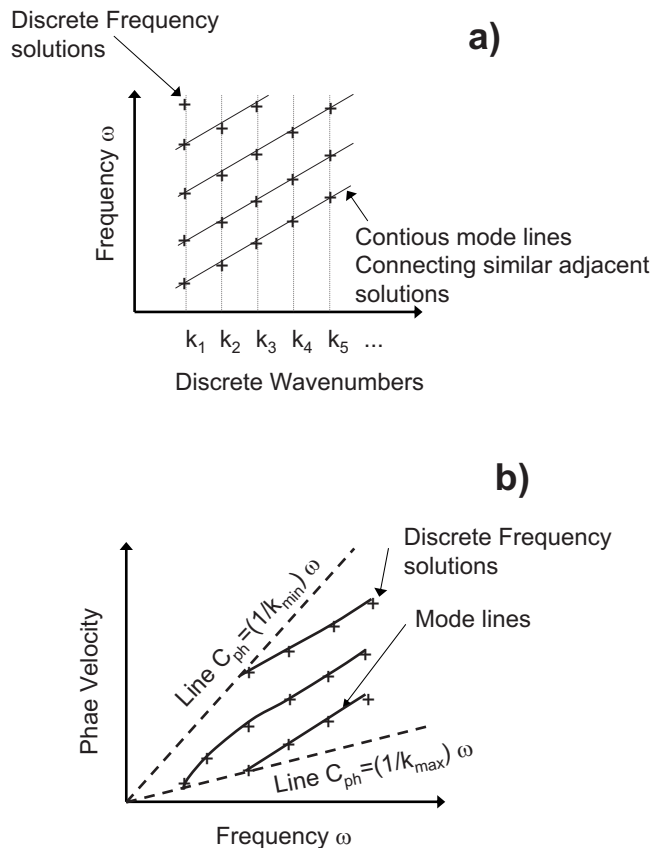 Discrete Frequency
solutions
a)
Frequency ω
Contious mode lines
Connecting similar adjacent
solutions
k1 k2 k3 k4 k5 ...
Discrete Wavenumbers
b)
Discrete Frequency
solutions
Mode lines
Line Cph=(1/kmin) ω
Phae Velocity
Line Cph=(1/kmax) ω
Frequency ω